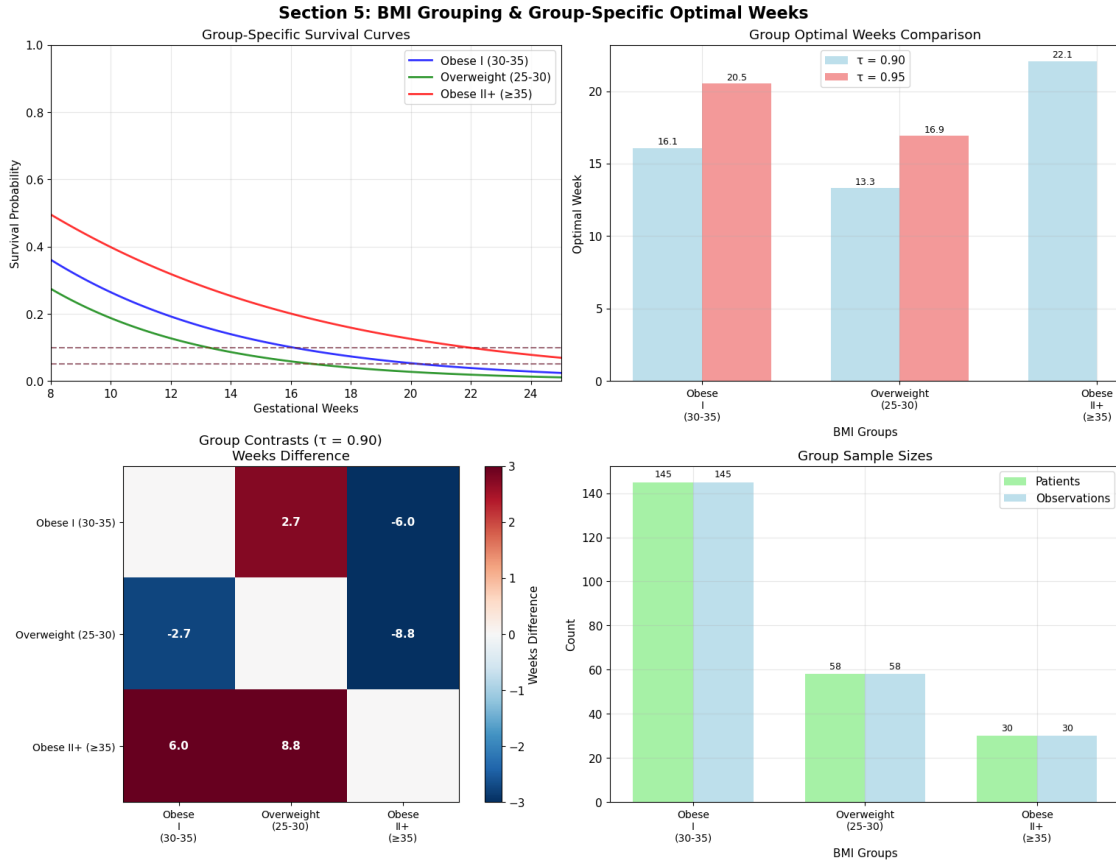 Section 5: BMI Grouping & Group-Specific Optimal Weeks
Group-Specific Survival Curves
Survival Probability
1.0
0.8
0.6
0.4
0.2
0.0
8
10
12
14
16
18
20
22
24
Gestational Weeks
Obese I (30-35)
Overweight (25-30)
Obese II+ (≥35)
Group Optimal Weeks Comparison
Optimal Week
20
15
10
5
0
τ = 0.90
τ = 0.95
16.1
20.5
13.3
16.9
22.1
Obese
I
(30-35)
Overweight
(25-30)
Obese
II+
(≥35)
BMI Groups
Group Contrasts (τ = 0.90)
Weeks Difference
Obese I (30-35)
Overweight (25-30)
Obese II+ (≥35)
2.7
-6.0
-2.7
-8.8
6.0
8.8
Obese
I
(30-35)
Overweight
(25-30)
Obese
II+
(≥35)
3
2
1
0
−1
−2
−3
Weeks Difference
Group Sample Sizes
Count
140
120
100
80
60
40
20
0
Patients
Observations
145
145
58
58
30
30
Obese
I
(30-35)
Overweight
(25-30)
Obese
II+
(≥35)
BMI Groups